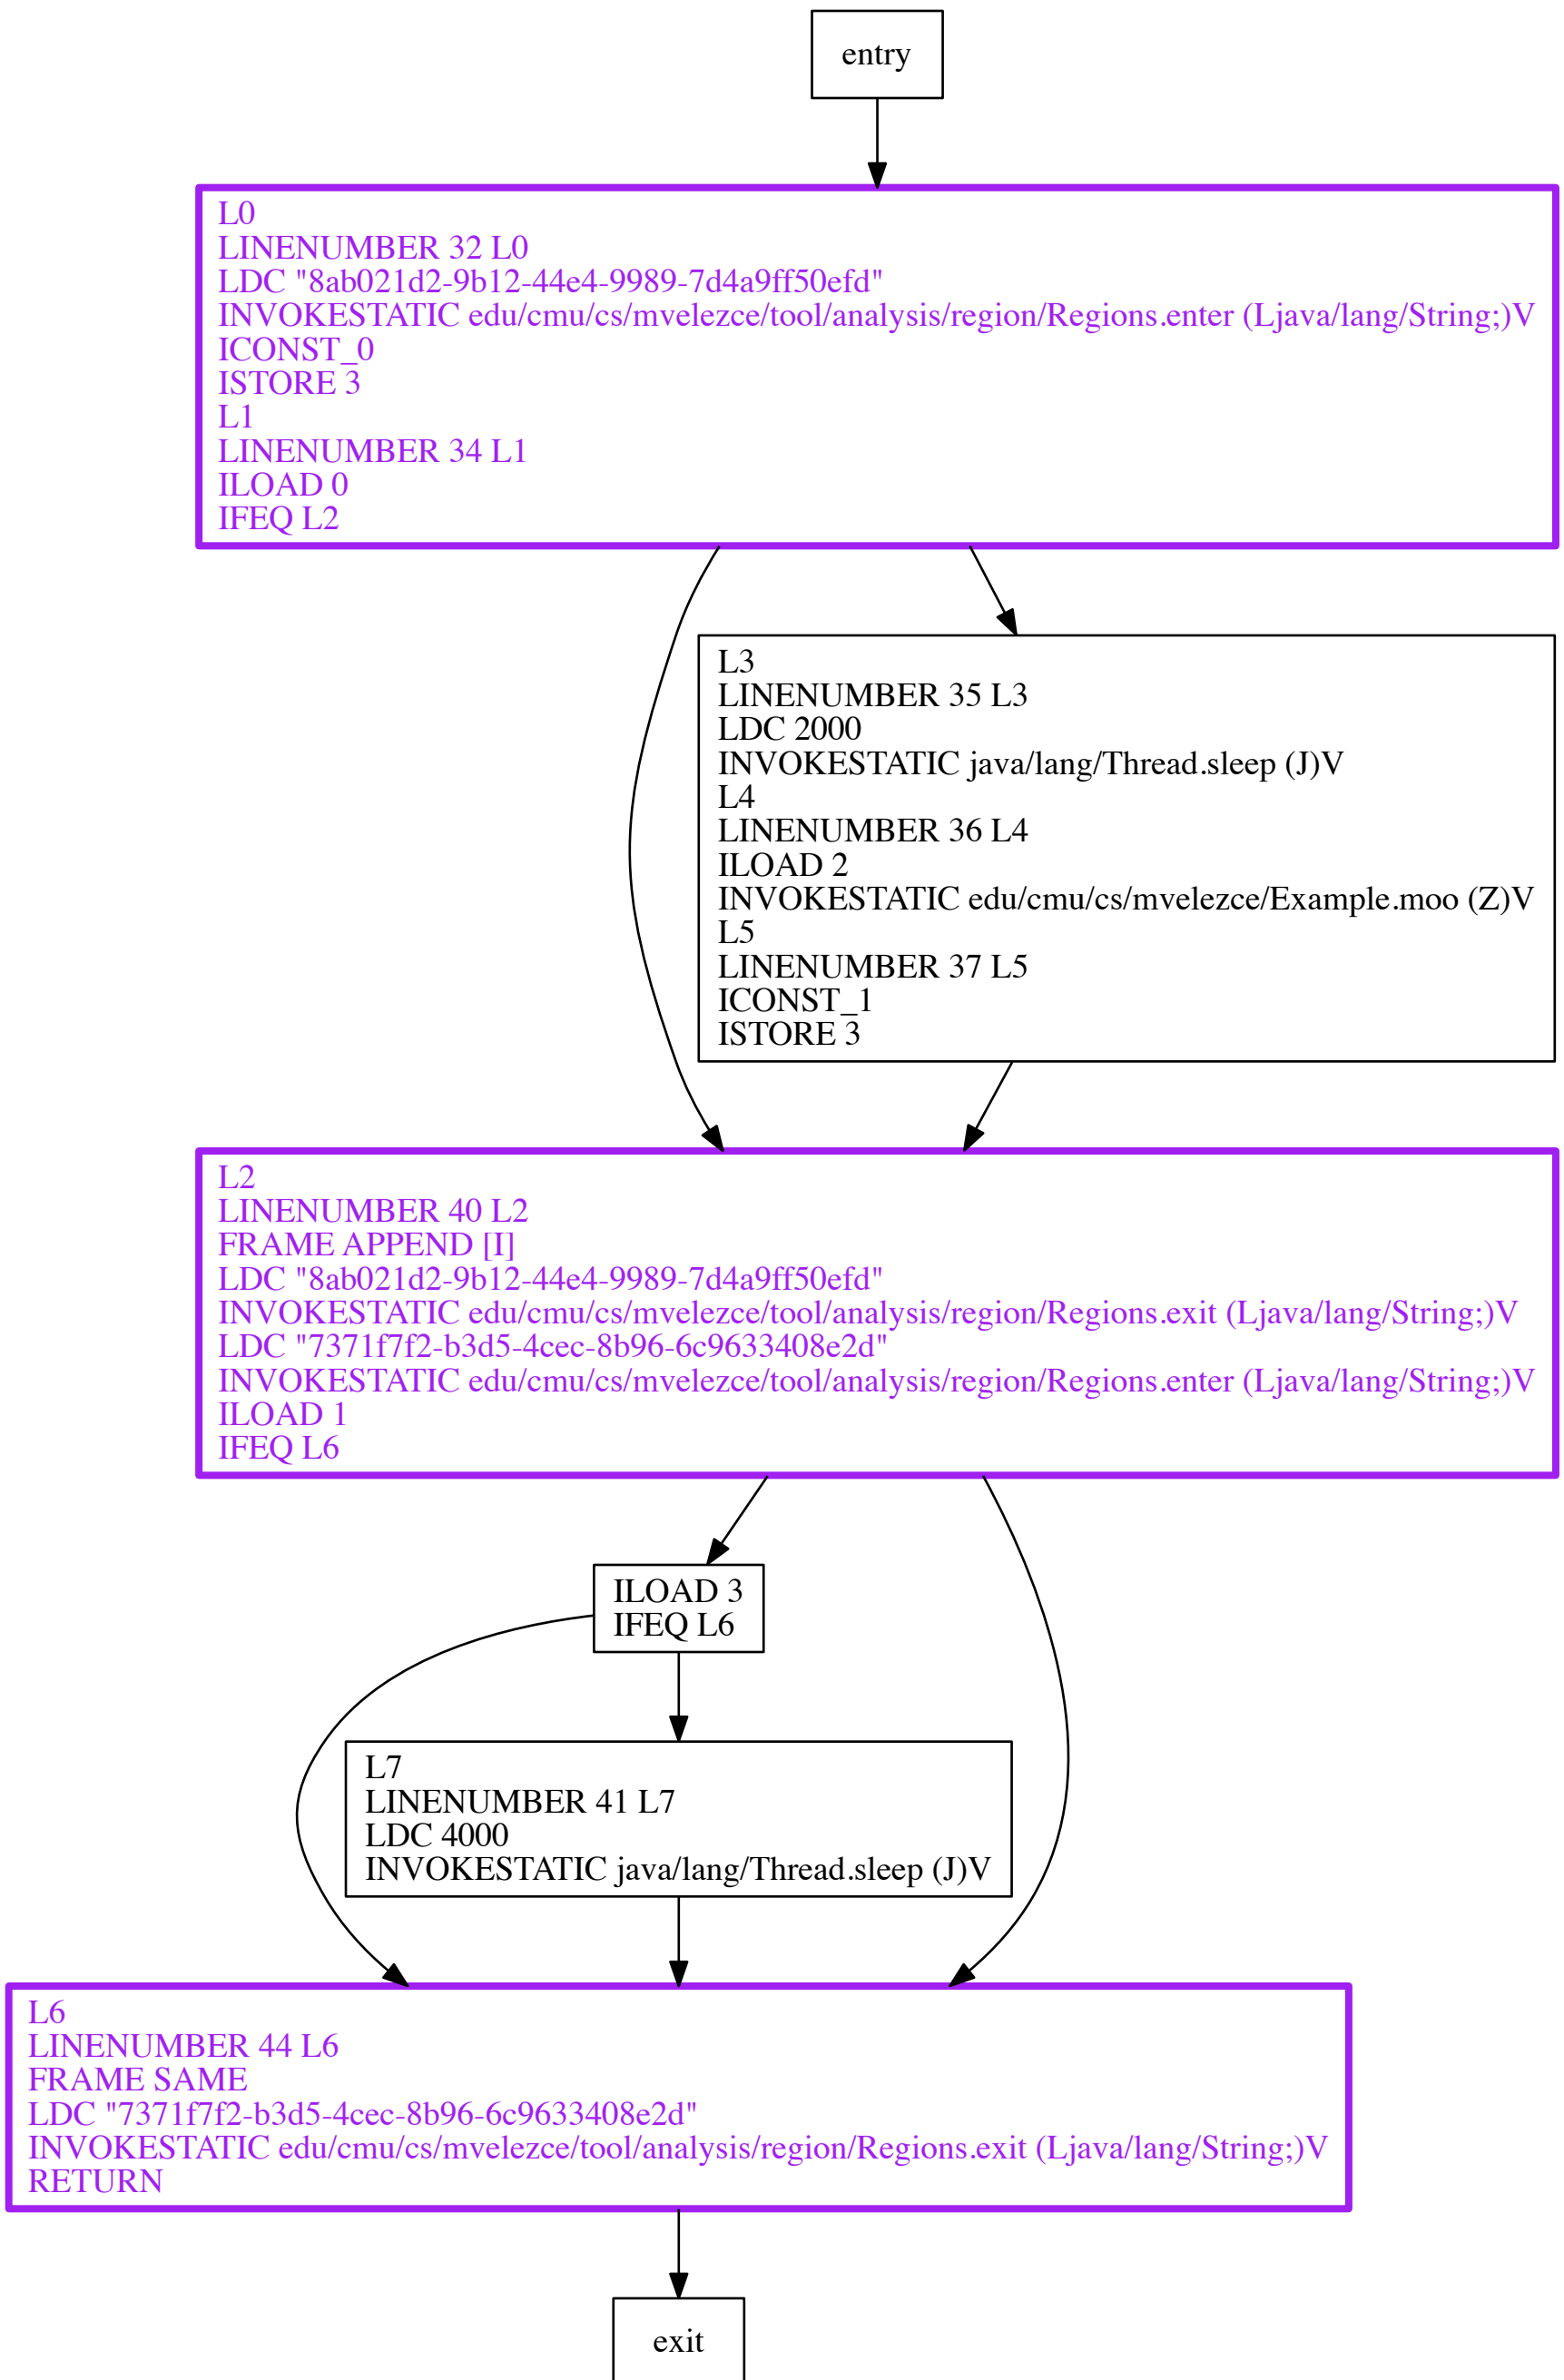 entry
L0
LINENUMBER 32 L0
LDC "8ab021d2-9b12-44e4-9989-7d4a9ff50efd"
INVOKESTATIC edu/cmu/cs/mvelezce/tool/analysis/region/Regions.enter (Ljava/lang/String;)V
ICONST_0
ISTORE 3
L1
LINENUMBER 34 L1
ILOAD 0
IFEQ L2
L3
LINENUMBER 35 L3
LDC 2000
INVOKESTATIC java/lang/Thread.sleep (J)V
L4
LINENUMBER 36 L4
ILOAD 2
INVOKESTATIC edu/cmu/cs/mvelezce/Example.moo (Z)V
L5
LINENUMBER 37 L5
ICONST_1
ISTORE 3
L2
LINENUMBER 40 L2
FRAME APPEND [I]
LDC "8ab021d2-9b12-44e4-9989-7d4a9ff50efd"
INVOKESTATIC edu/cmu/cs/mvelezce/tool/analysis/region/Regions.exit (Ljava/lang/String;)V
LDC "7371f7f2-b3d5-4cec-8b96-6c9633408e2d"
INVOKESTATIC edu/cmu/cs/mvelezce/tool/analysis/region/Regions.enter (Ljava/lang/String;)V
ILOAD 1
IFEQ L6
ILOAD 3
IFEQ L6
L7
LINENUMBER 41 L7
LDC 4000
INVOKESTATIC java/lang/Thread.sleep (J)V
L6
LINENUMBER 44 L6
FRAME SAME
LDC "7371f7f2-b3d5-4cec-8b96-6c9633408e2d"
INVOKESTATIC edu/cmu/cs/mvelezce/tool/analysis/region/Regions.exit (Ljava/lang/String;)V
RETURN
exit